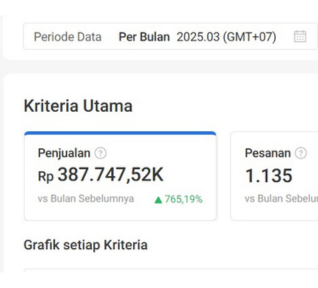 Periode Data Per Bulan 2025.03 (GMT+07)
Kriteria Utama
Penjualan
Pesanan
Rp 387.747,52K
1.135
vs Bulan Sebelumnya ▲ 765,19%
vs Bulan Sebelu
Grafik setiap Kriteria